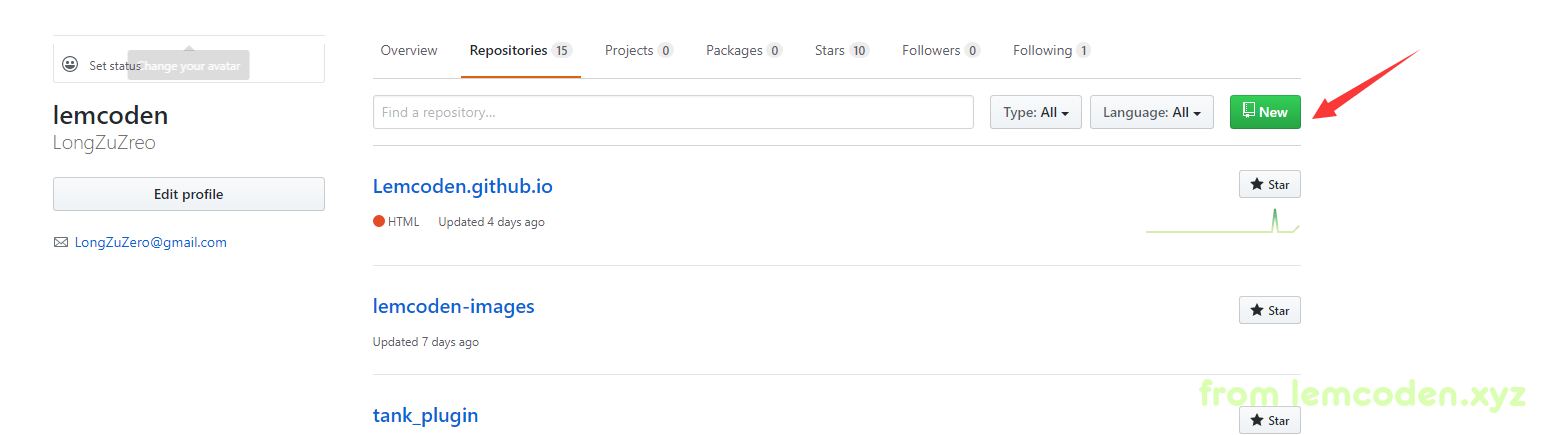 Overview Repositories 15 Projects 0 Packages 0 Stars 10 Followers 0 Following 1
Set status Change your avatar
lemcoden
LongZuZreo
Edit profile
LongZuZero@gmail.com
Find a repository... Type: All Language: All New
Lemcoden.github.io Star
HTML Updated 4 days ago
lemcoden-images Star
Updated 7 days ago
tank_plugin Star
from lemcoden.xyz